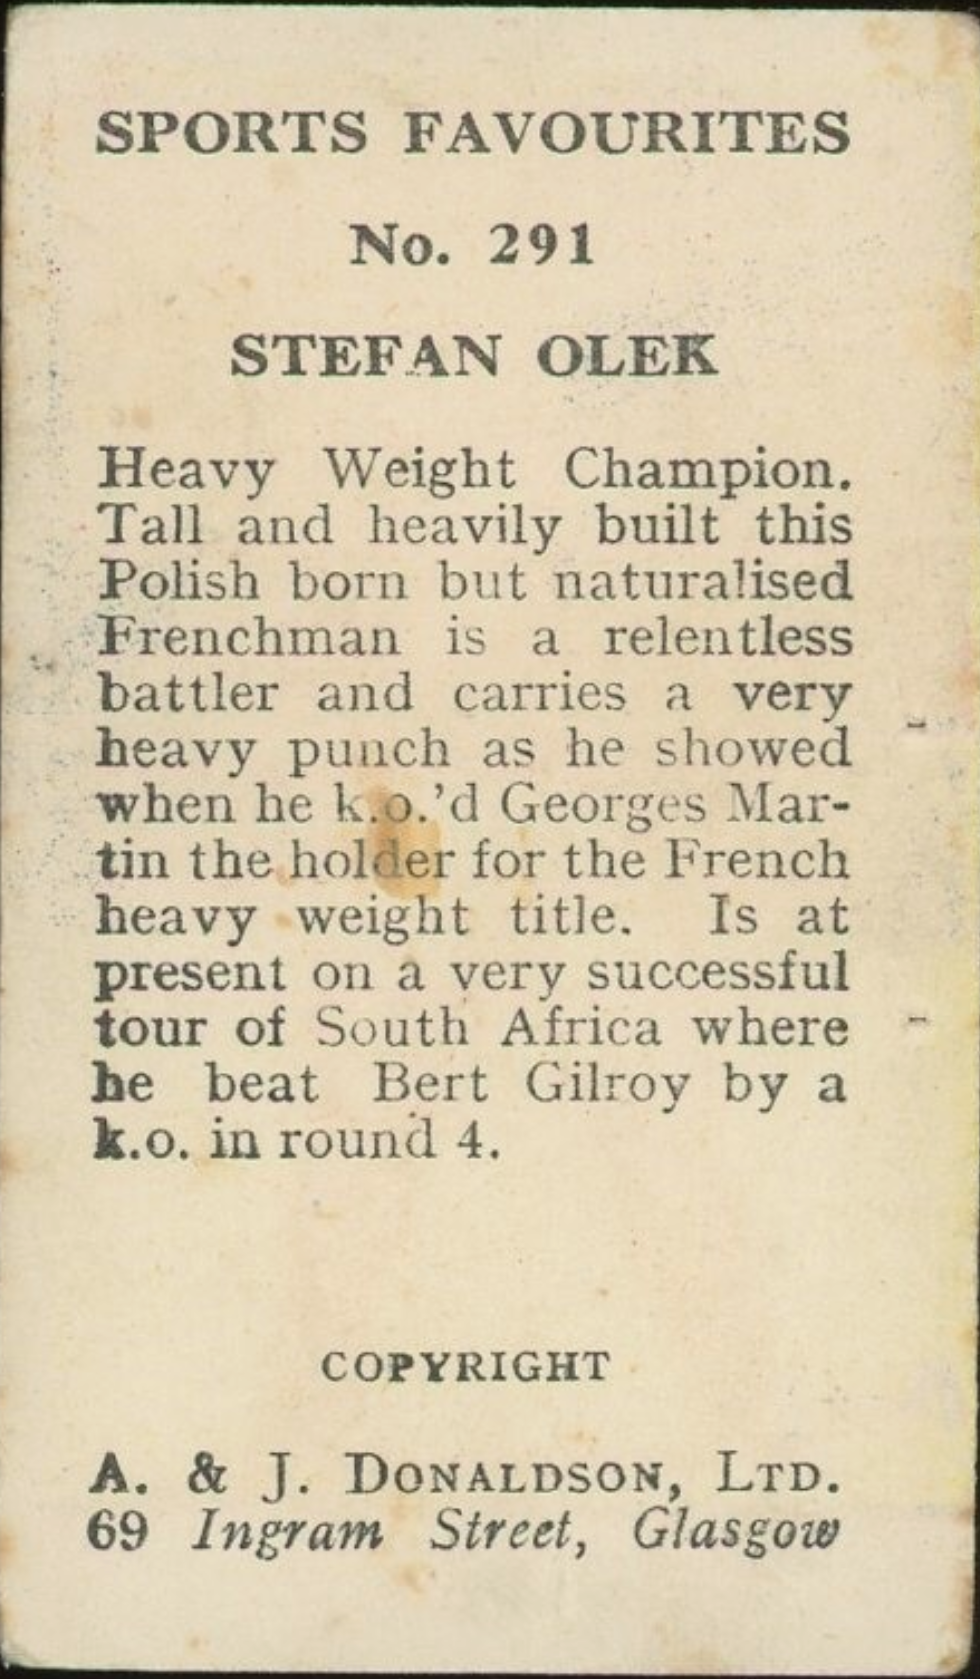 SPORTS FAVOURITES
No. 291
STEFAN OLEK
Heavy Weight Champion.
Tall and heavily built this
Polish born but naturalised
Frenchman is a relentless
battler and carries a very
heavy punch as he showed
when he k.o.'d Georges Mar-
tin the holder for the French
heavy weight title. Is at
present on a very successful
tour of South Africa where
he beat Bert Gilroy by a
k.o. in round 4.
COPYRIGHT
A. & J. DONALDSON, LTD.
69 Ingram Street, Glasgow